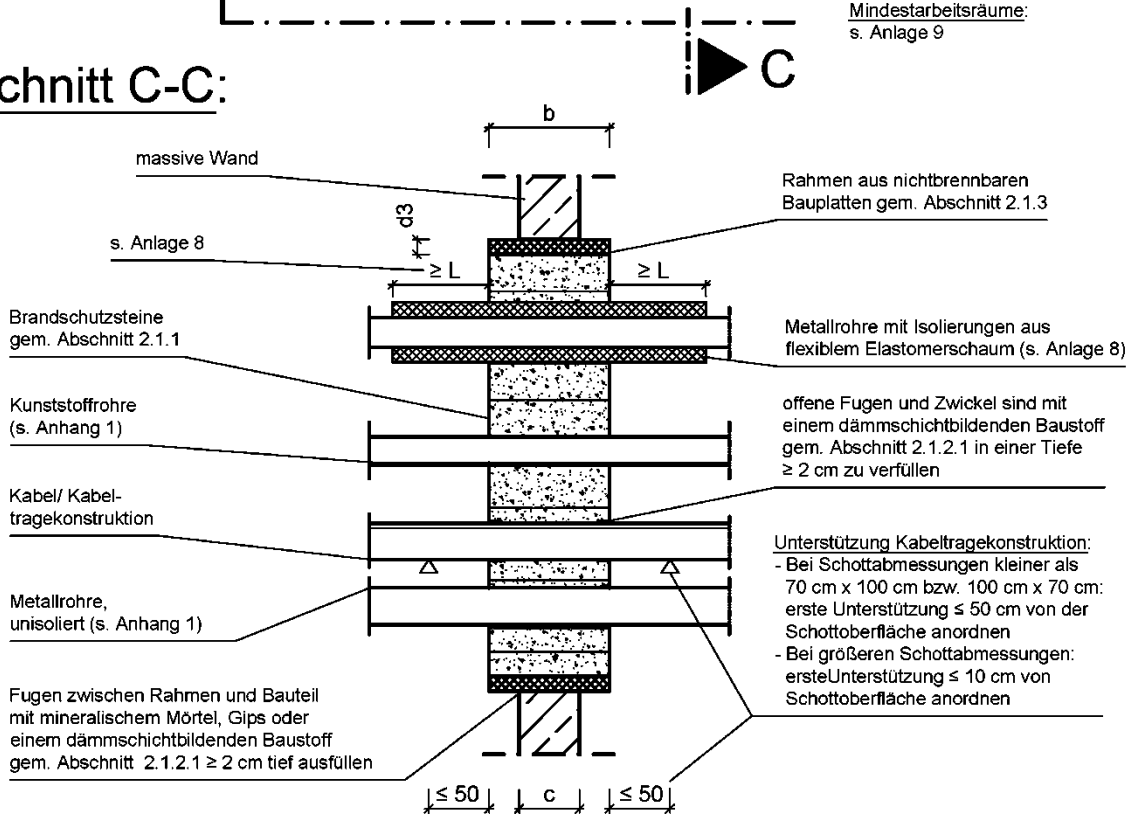 Mindestarbeitsräume:
s. Anlage 9
C
chnitt C-C:
b
massive Wand
Rahmen aus nichtbrennbaren
Bauplatten gem. Abschnitt 2.1.3
d3
s. Anlage 8
≥ L
≥ L
Brandschutzsteine
gem. Abschnitt 2.1.1
Metallrohre mit Isolierungen aus
flexiblem Elastomerschaum (s. Anlage 8)
Kunststoffrohre
(s. Anhang 1)
offene Fugen und Zwickel sind mit
einem dämmschichtbildenden Baustoff
gem. Abschnitt 2.1.2.1 in einer Tiefe
≥ 2 cm zu verfüllen
Kabel/ Kabel-
tragekonstruktion
Unterstützung Kabeltragekonstruktion:
- Bei Schottabmessungen kleiner als
70 cm x 100 cm bzw. 100 cm x 70 cm:
erste Unterstützung ≤ 50 cm von der
Schottoberfläche anordnen
- Bei größeren Schottabmessungen:
ersteUnterstützung ≤ 10 cm von
Schottoberfläche anordnen
Metallrohre,
unisoliert (s. Anhang 1)
Fugen zwischen Rahmen und Bauteil
mit mineralischem Mörtel, Gips oder
einem dämmschichtbildenden Baustoff
gem. Abschnitt 2.1.2.1 ≥ 2 cm tief ausfüllen
≤ 50
c
≤ 50